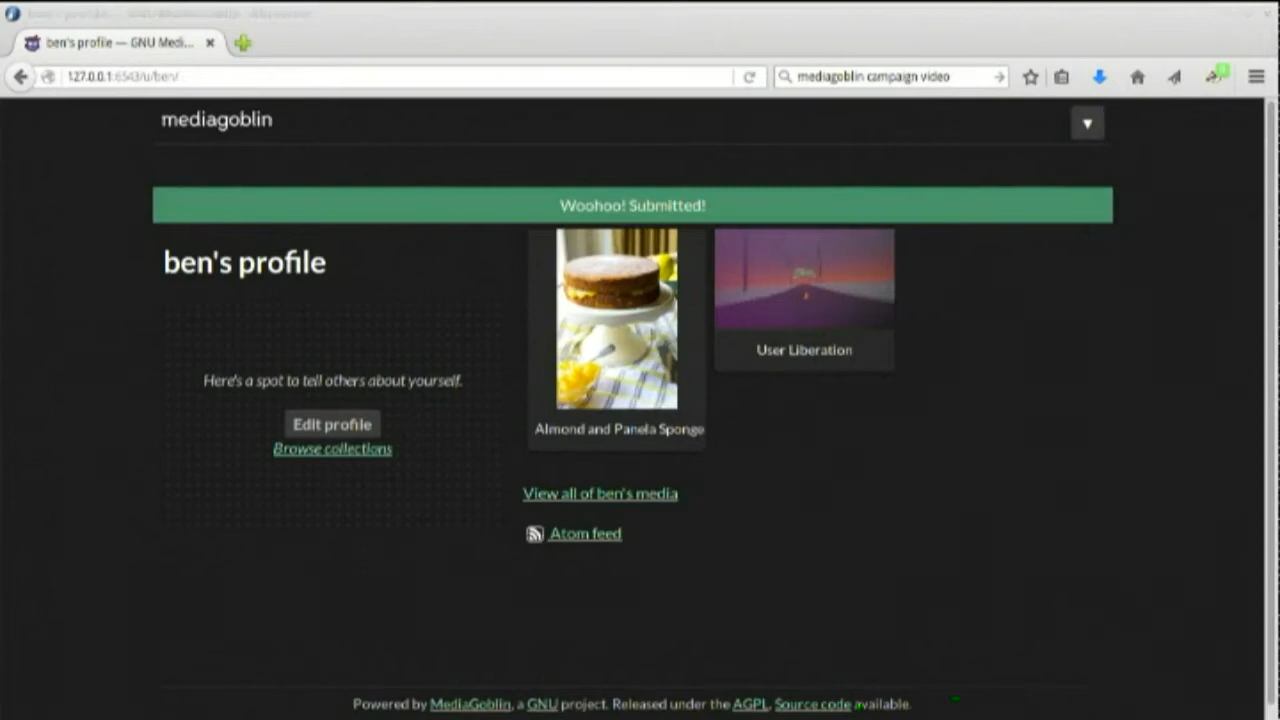 ben's profile — GNU Medi...
127.0.0.1:6543/u/ben/
mediagoblin campaign video
mediagoblin
Woohoo! Submitted!
ben's profile
Here's a spot to tell others about yourself.
Edit profile
Browse collections
Almond and Panela Sponge
User Liberation
View all of ben's media
Atom feed
Powered by MediaGoblin, a GNU project. Released under the AGPL. Source code available.